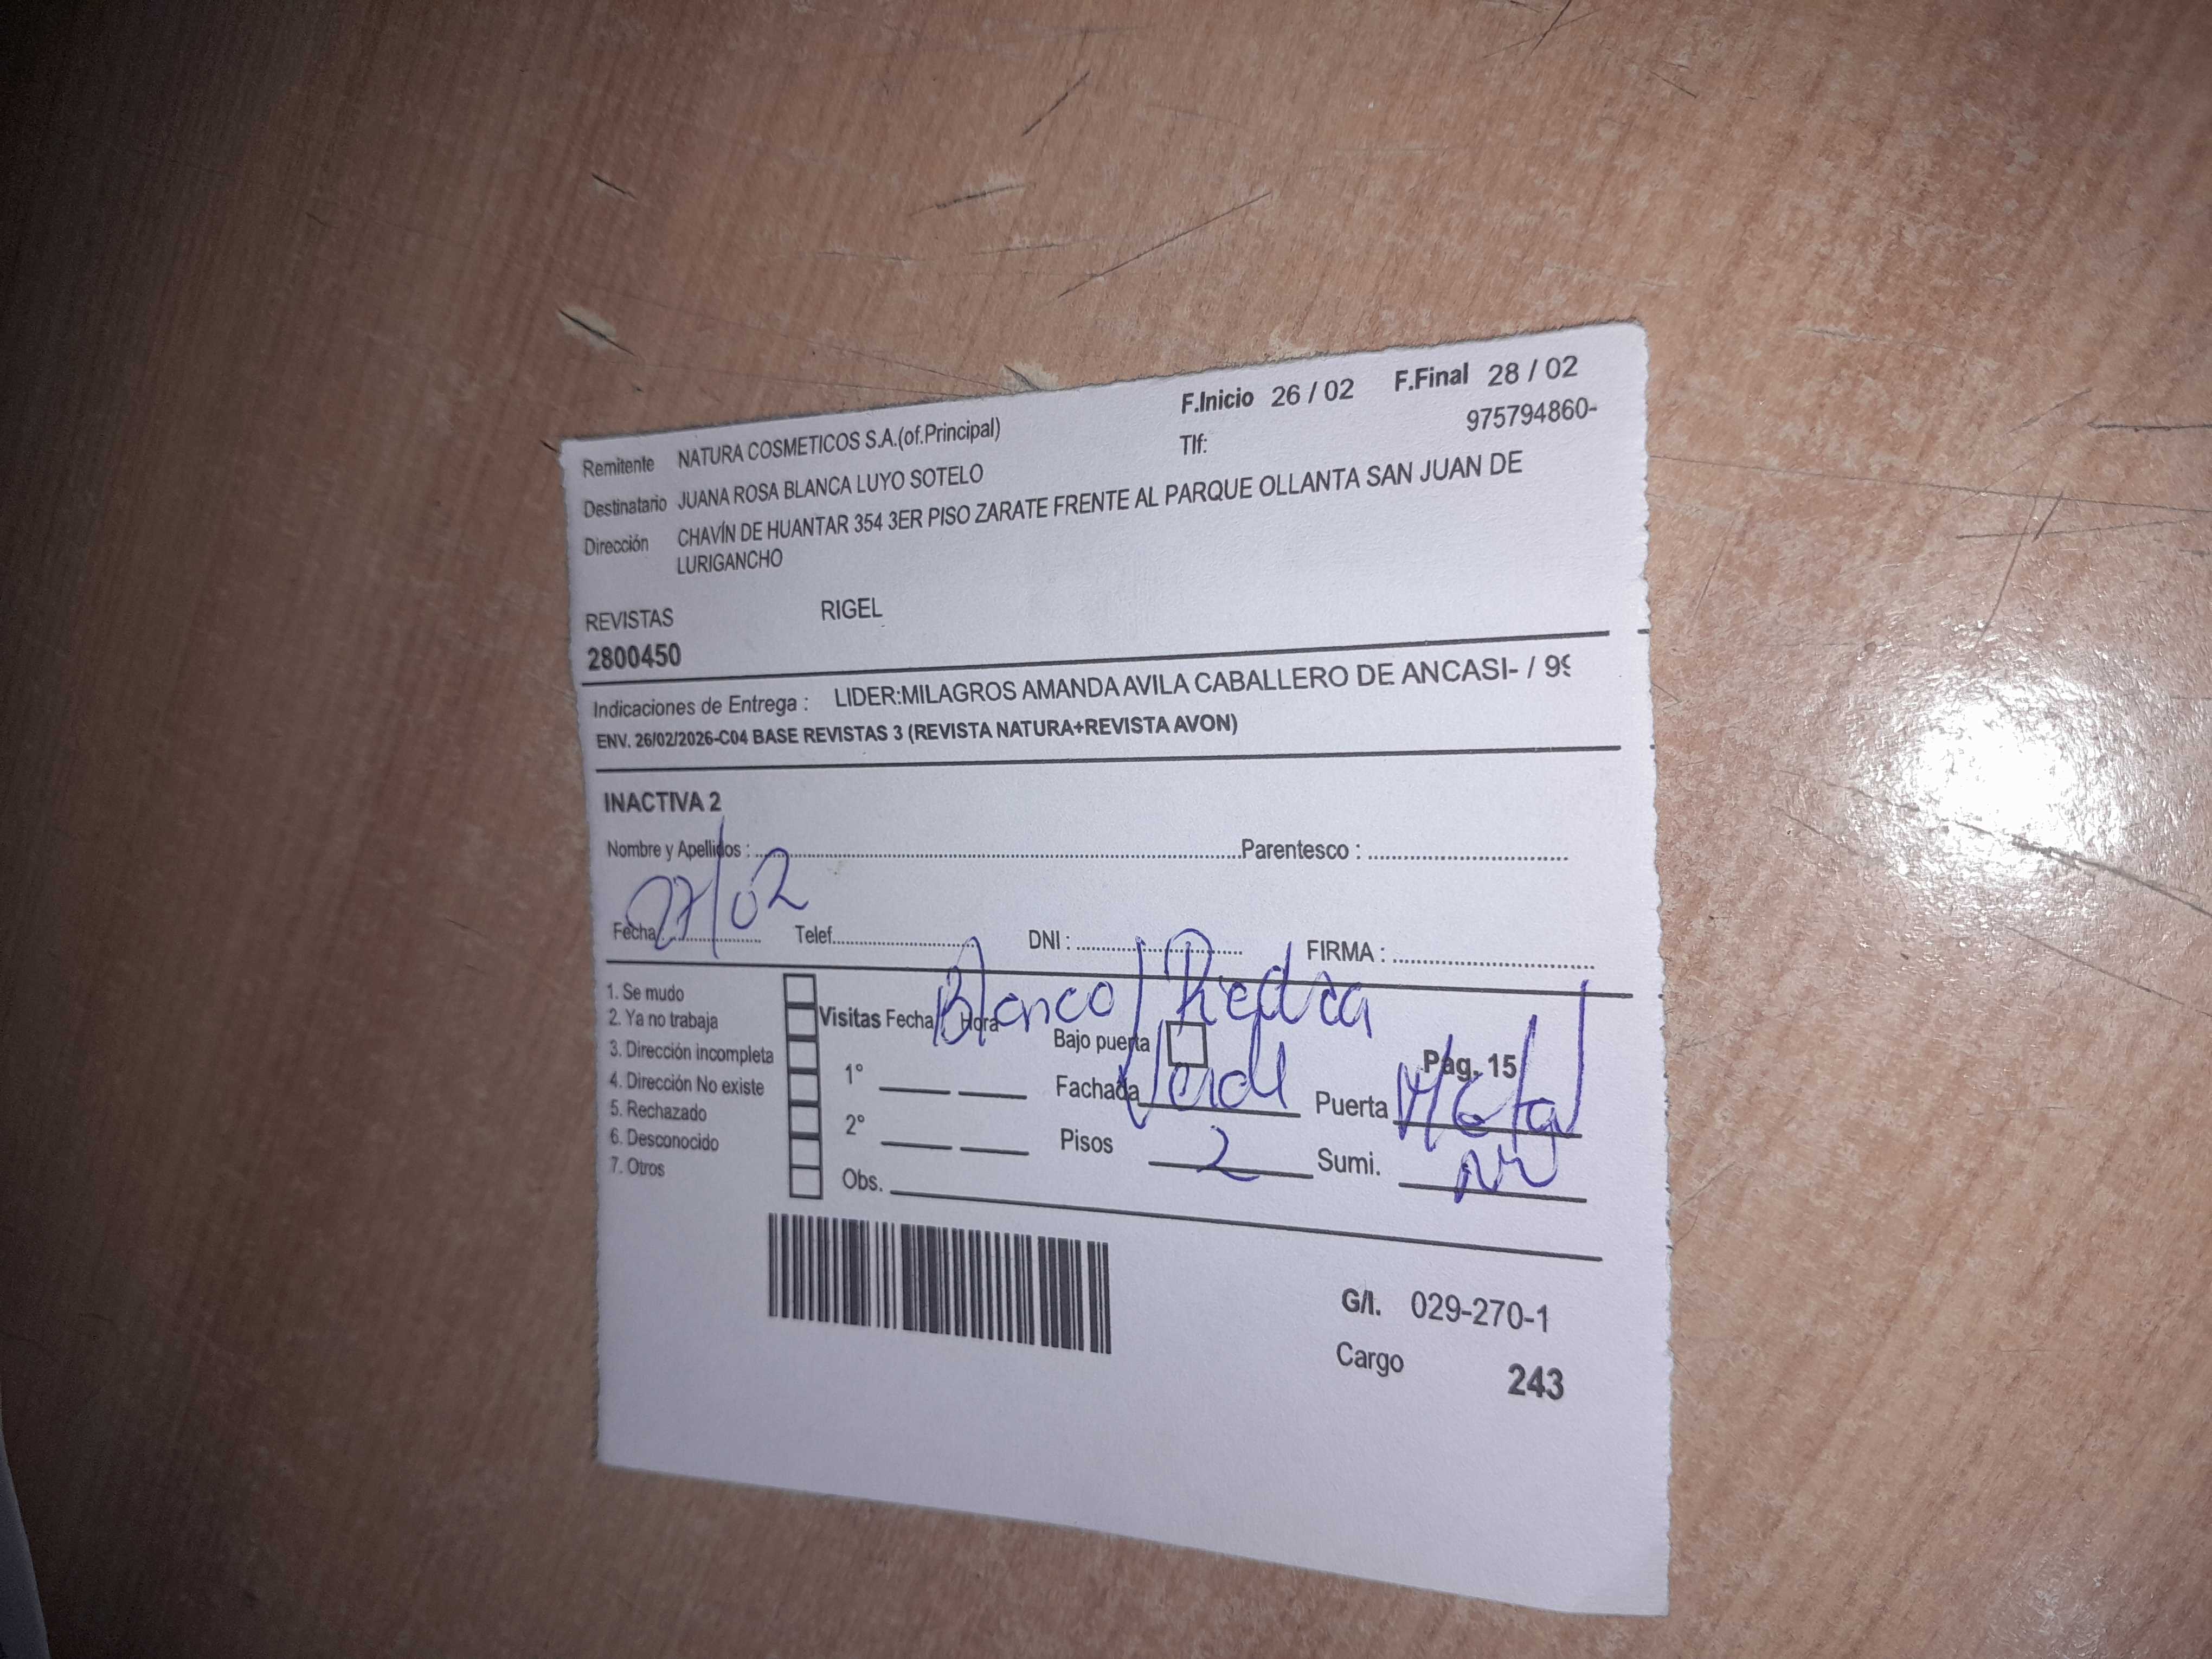 F.Inicio 26 / 02 F.Final 28 / 02
Remitente NATURA COSMETICOS S.A.(of.Principal) Tlf: 975794860-
Destinatario JUANA ROSA BLANCA LUYO SOTELO
Dirección CHAVÍN DE HUANTAR 354 3ER PISO ZARATE FRENTE AL PARQUE OLLANTA SAN JUAN DE
LURIGANCHO
REVISTAS RIGEL
2800450
Indicaciones de Entrega : LIDER:MILAGROS AMANDA AVILA CABALLERO DE ANCASI- / 99
ENV. 26/02/2026-C04 BASE REVISTAS 3 (REVISTA NATURA+REVISTA AVON)
INACTIVA 2
Nombre y Apellidos : Parentesco :
Fecha 27/02 Telef. DNI : FIRMA :
Blanco/Piedra
1. Se mudo
2. Ya no trabaja Visitas Fecha Hora
3. Dirección incompleta Bajo puerta Pág. 15
4. Dirección No existe 1° Fachada Verde Puerta Metal
5. Rechazado
6. Desconocido 2° Pisos 2 Sumi.
7. Otros Obs.
G/I. 029-270-1
Cargo 243